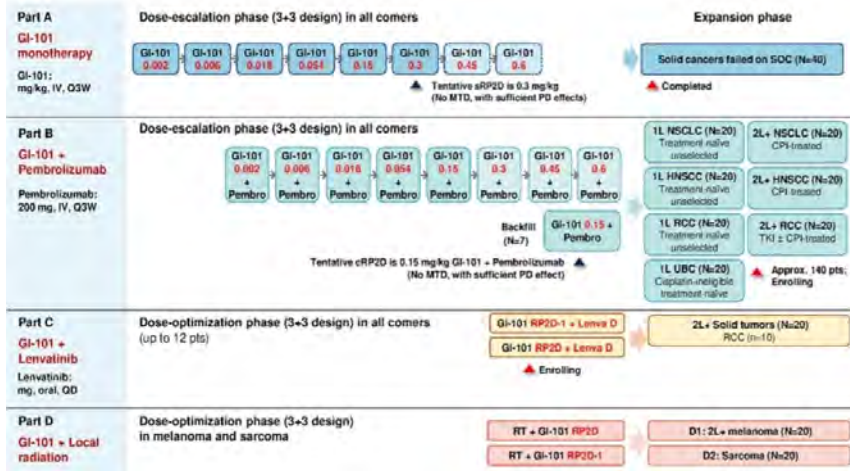 Part A
Dose-escalation phase (3+3 design) in all comers
Expansion phase
GI-101
monotherapy
GI-101:
mg/kg, IV, Q3W
GI-101
0.002
GI-101
0.006
GI-101
0.018
GI-101
0.054
GI-101
0.15
GI-101
0.3
GI-101
0.45
GI-101
0.6
Solid cancers failed on SOC (N=40)
Tentative sRP2D is 0.3 mg/kg
(No MTD, with sufficient PD effects)
Completed
Part B
Dose-escalation phase (3+3 design) in all comers
GI-101 +
Pembrolizumab
Pembrolizumab:
200 mg, IV, Q3W
GI-101
0.002
+
Pembro
GI-101
0.006
+
Pembro
GI-101
0.018
+
Pembro
GI-101
0.054
+
Pembro
GI-101
0.15
+
Pembro
GI-101
0.3
+
Pembro
GI-101
0.45
+
Pembro
GI-101
0.6
+
Pembro
Backfill
(N=7)
GI-101 0.15 +
Pembro
Tentative cRP2D is 0.15 mg/kg GI-101 + Pembrolizumab
(No MTD, with sufficient PD effect)
1L NSCLC (N=20)
Treatment-naïve
unselected
2L+ NSCLC (N=20)
CPI-treated
1L HNSCC (N=20)
Treatment-naïve
unselected
2L+ HNSCC (N=20)
CPI-treated
1L RCC (N=20)
Treatment-naïve
unselected
2L+ RCC (N=20)
TKI ± CPI-treated
1L UBC (N=20)
Cisplatin-ineligible
treatment-naïve
Approx. 140 pts;
Enrolling
Part C
Dose-optimization phase (3+3 design) in all comers
(up to 12 pts)
GI-101 +
Lenvatinib
Lenvatinib:
mg, oral, QD
GI-101 RP2D-1 + Lenva D
GI-101 RP2D + Lenva D
Enrolling
2L+ Solid tumors (N=20)
RCC (n=10)
Part D
Dose-optimization phase (3+3 design)
in melanoma and sarcoma
GI-101 + Local
radiation
RT + GI-101 RP2D
RT + GI-101 RP2D-1
D1: 2L+ melanoma (N=20)
D2: Sarcoma (N=20)